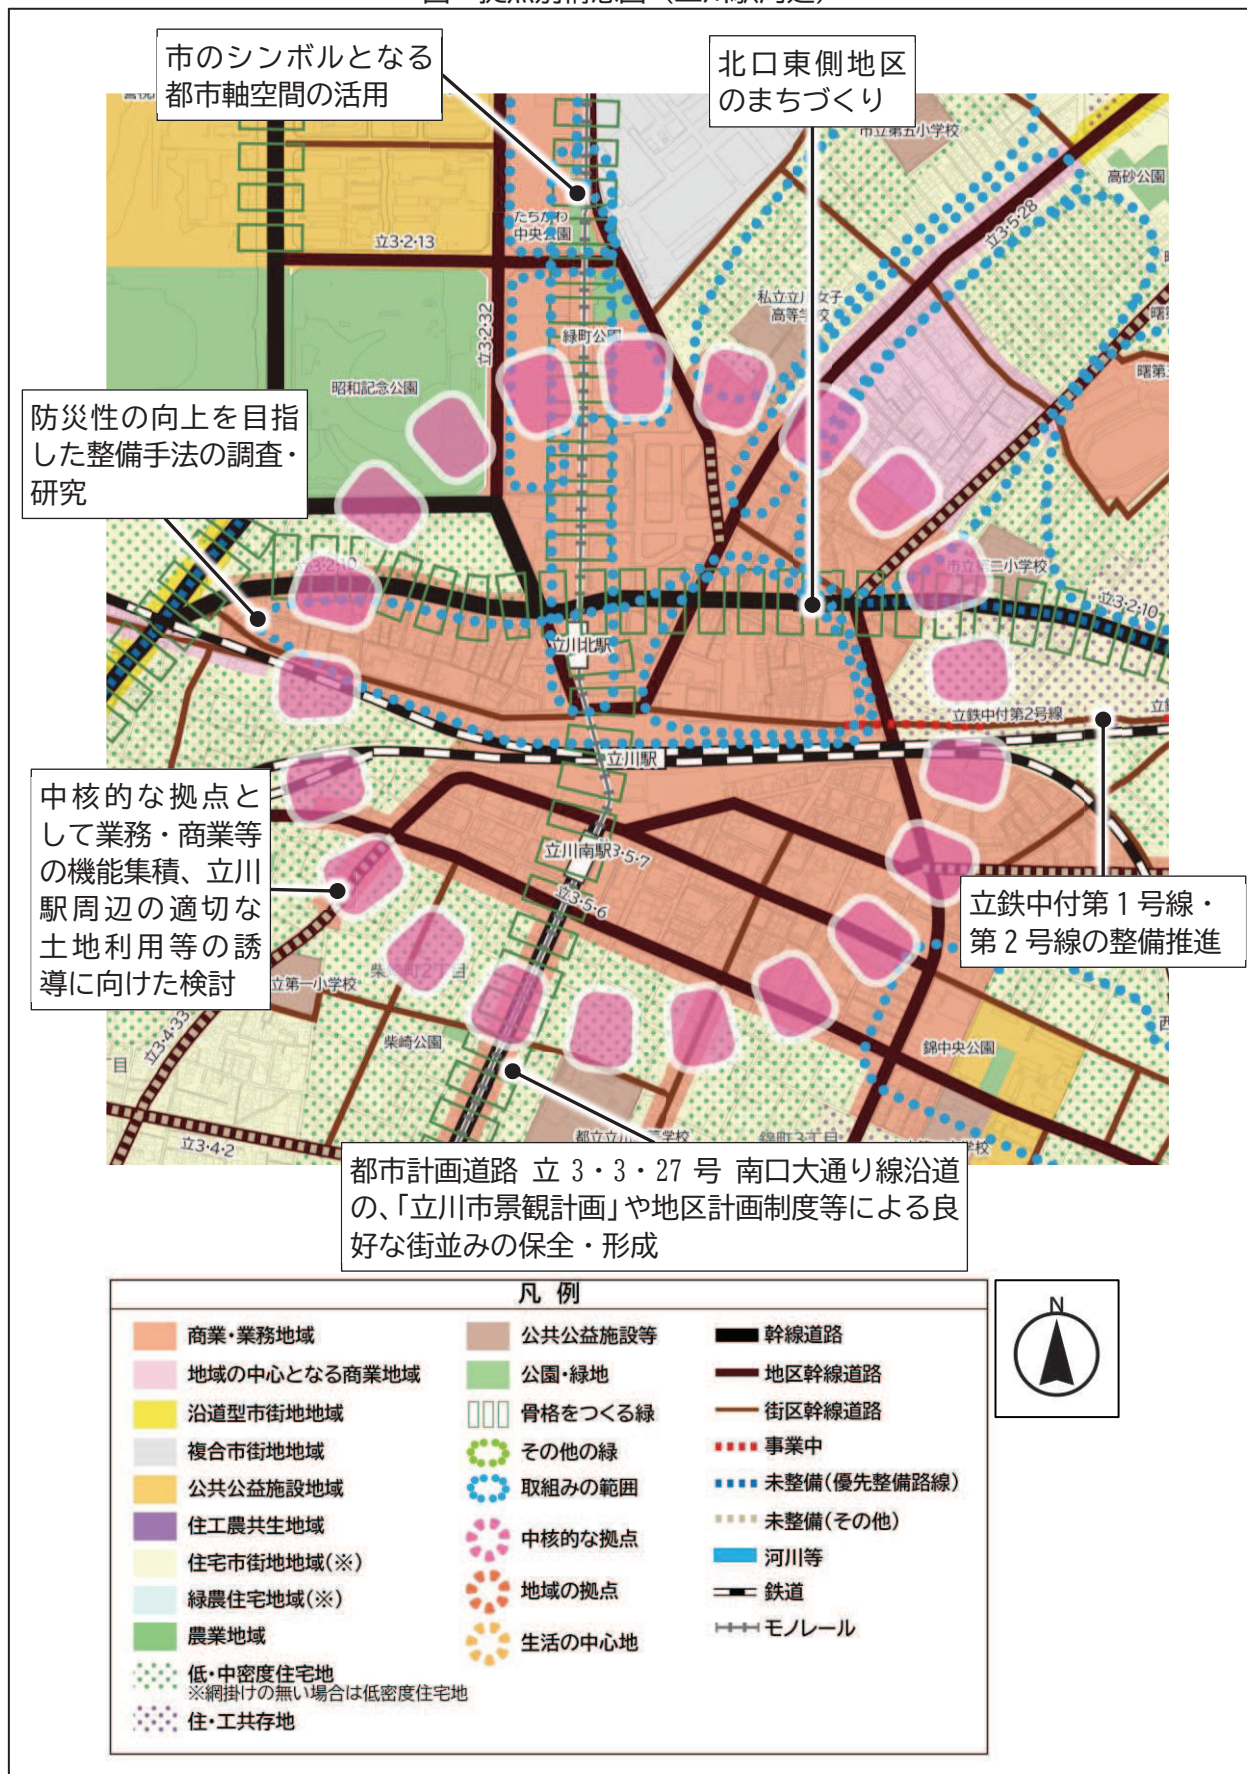 市のシンボルとなる
都市軸空間の活用
北口東側地区
のまちづくり
市立第五小学校
高砂公園
たちかわ
中央公園
立3･2･13
立3･5･28
立3･2･32
私立立川女子
高等学校
緑町公園
昭和記念公園
防災性の向上を目指
した整備手法の調査・
研究
市立第二小学校
立3･2･10
立3･2･10
立川北駅
立鉄中付第2号線
立川駅
中核的な拠点と
して業務・商業等
の機能集積、立川
駅周辺の適切な
土地利用等の誘
導に向けた検討
立川南駅
3･5･7
立3･5･6
立鉄中付第1号線・
第2号線の整備推進
立第一小学校
立3･4･33
柴崎公園
錦中央公園
目
西
立3･4･2
錦町3丁目
都市計画道路 立 3・3・27 号 南口大通り線沿道
の、「立川市景観計画」や地区計画制度等による良
好な街並みの保全・形成
凡 例
商業･業務地域
地域の中心となる商業地域
沿道型市街地地域
複合市街地地域
公共公益施設地域
住工農共生地域
住宅市街地地域(※)
緑農住宅地域(※)
農業地域
低･中密度住宅地
※網掛けの無い場合は低密度住宅地
住･工共存地
公共公益施設等
公園･緑地
骨格をつくる緑
その他の緑
取組みの範囲
中核的な拠点
地域の拠点
生活の中心地
幹線道路
地区幹線道路
街区幹線道路
事業中
未整備(優先整備路線)
未整備(その他)
河川等
鉄道
モノレール
N